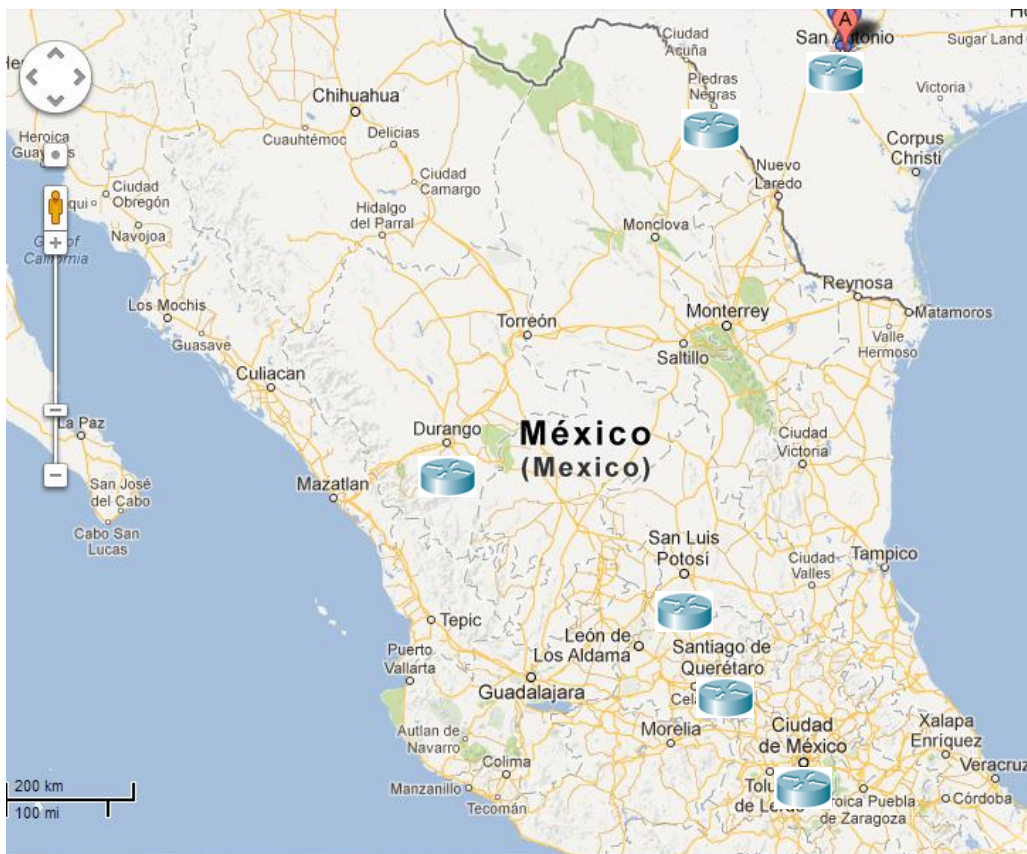 Ciudad
Acuña
San Antonio
A
Sugar Land
Piedras
Negras
Victoria
Chihuahua
Cuauhtémoc
Delicias
Corpus
Christi
Heroica
Nuevo
Laredo
Ciudad
Camargo
Ciudad
Obregón
Hidalgo
del Parral
Navojoa
Monclova
California
Reynosa
Matamoros
Los Mochis
Torreón
Monterrey
Valle
Hermoso
Guasave
Saltillo
Culiacan
La Paz
Durango
México
(Mexico)
Ciudad
Victoria
Mazatlan
San José
del Cabo
Cabo San
Lucas
San Luis
Potosí
Ciudad
Valles
Tampico
Tepic
León de
Los Aldama
Santiago de
Querétaro
Puerto
Vallarta
Guadalajara
Autlan de
Navarro
Morelia
Ciudad
de México
Xalapa
Enríquez
Colima
Veracruz
200 km
100 mi
Manzanillo
Tecomán
Puebla
de Zaragoza
Córdoba